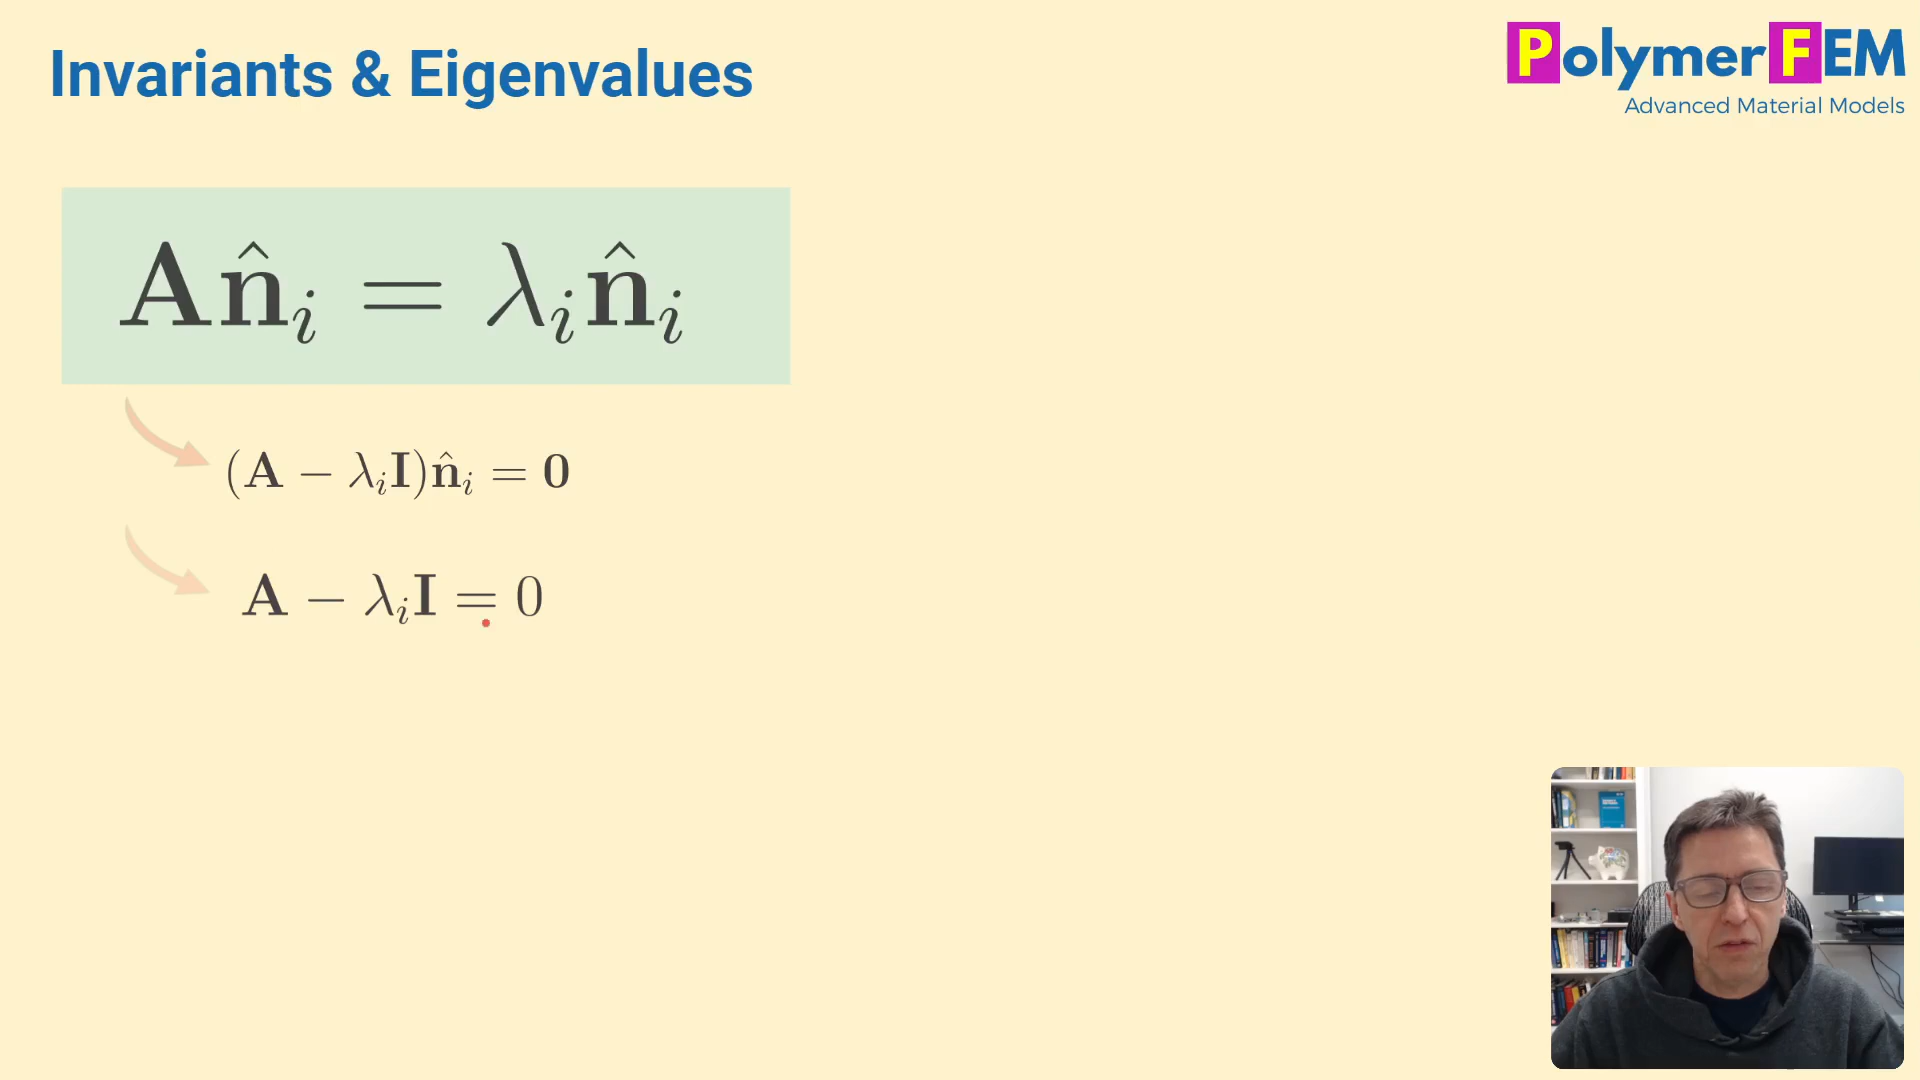 Invariants & Eigenvalues
PolymerFEM
Advanced Material Models
𝐀n̂ᵢ = λᵢn̂ᵢ
(𝐀 − λᵢ𝐈)n̂ᵢ = 𝟎
𝐀 − λᵢ𝐈 = 0